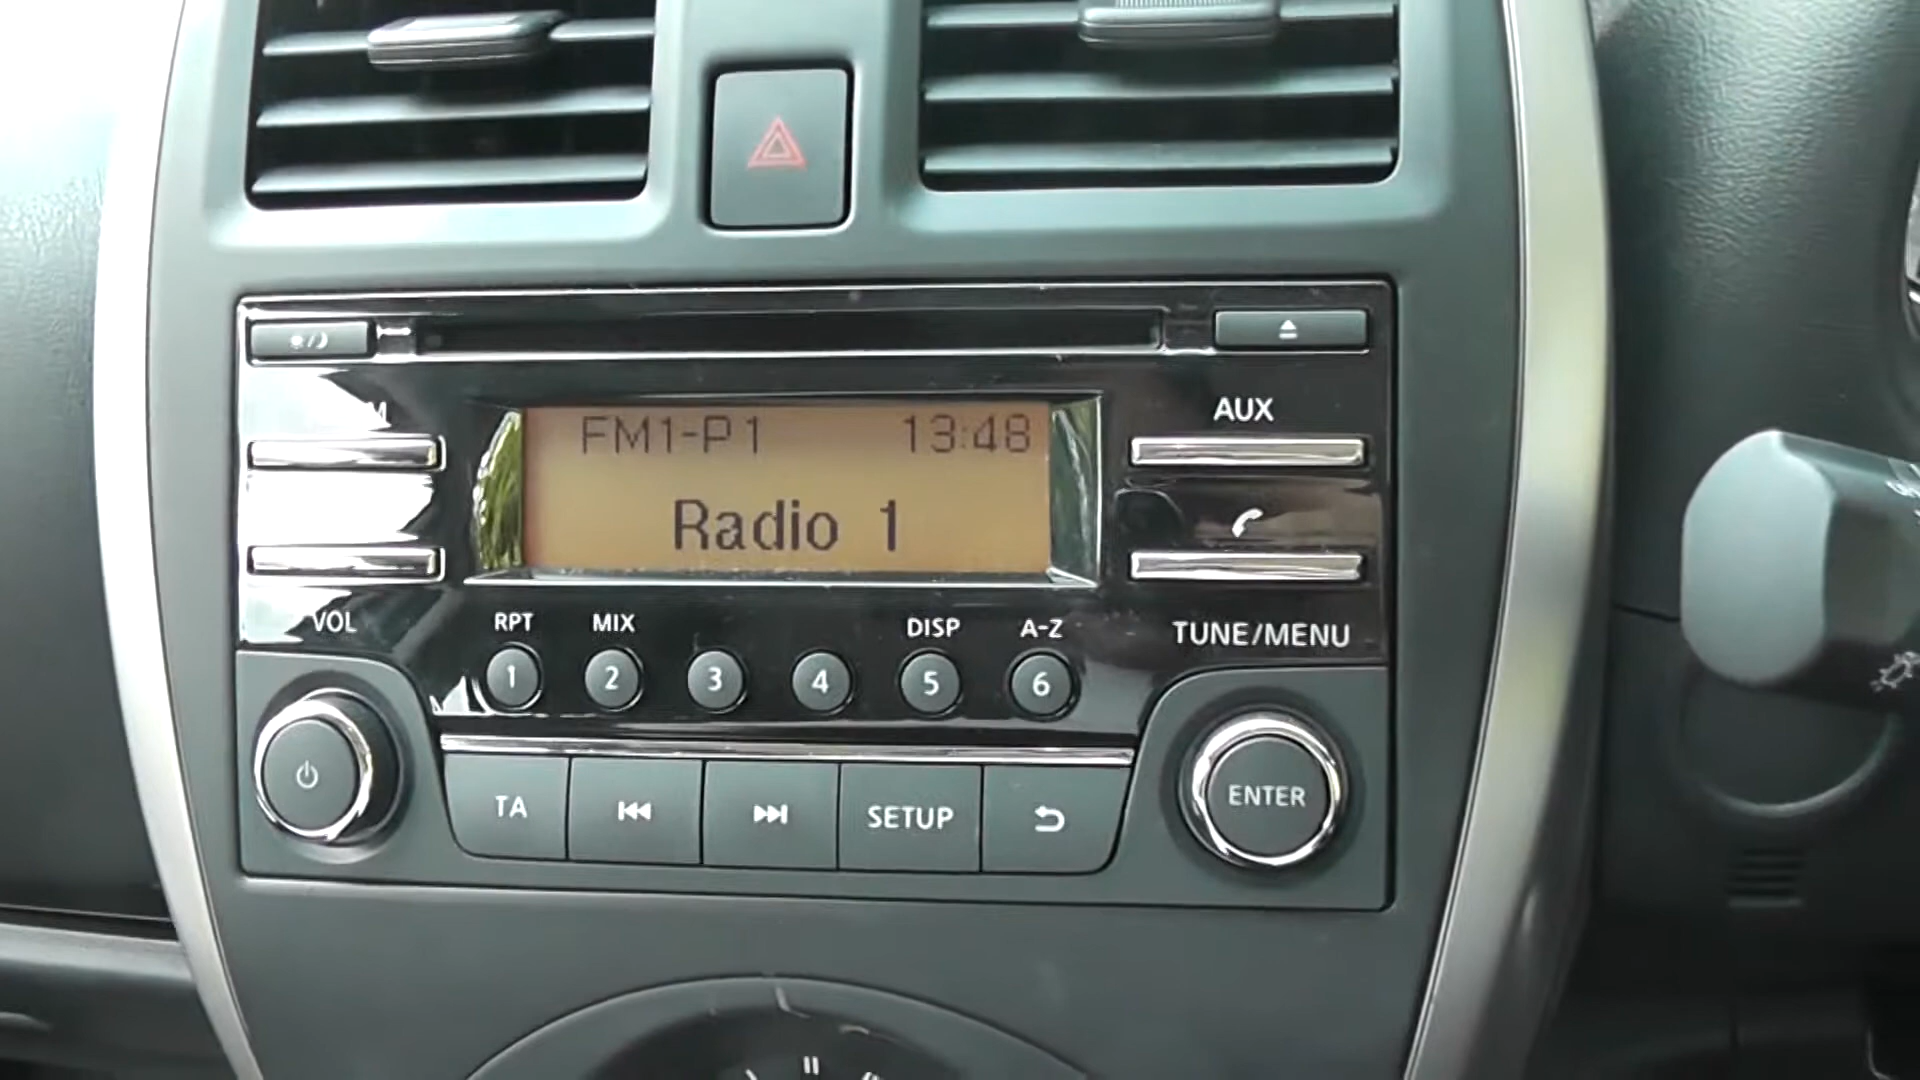 M
AUX
FM1-P1 13:48
Radio 1
VOL RPT MIX DISP A-Z TUNE/MENU
1 2 3 4 5 6
TA SETUP ENTER